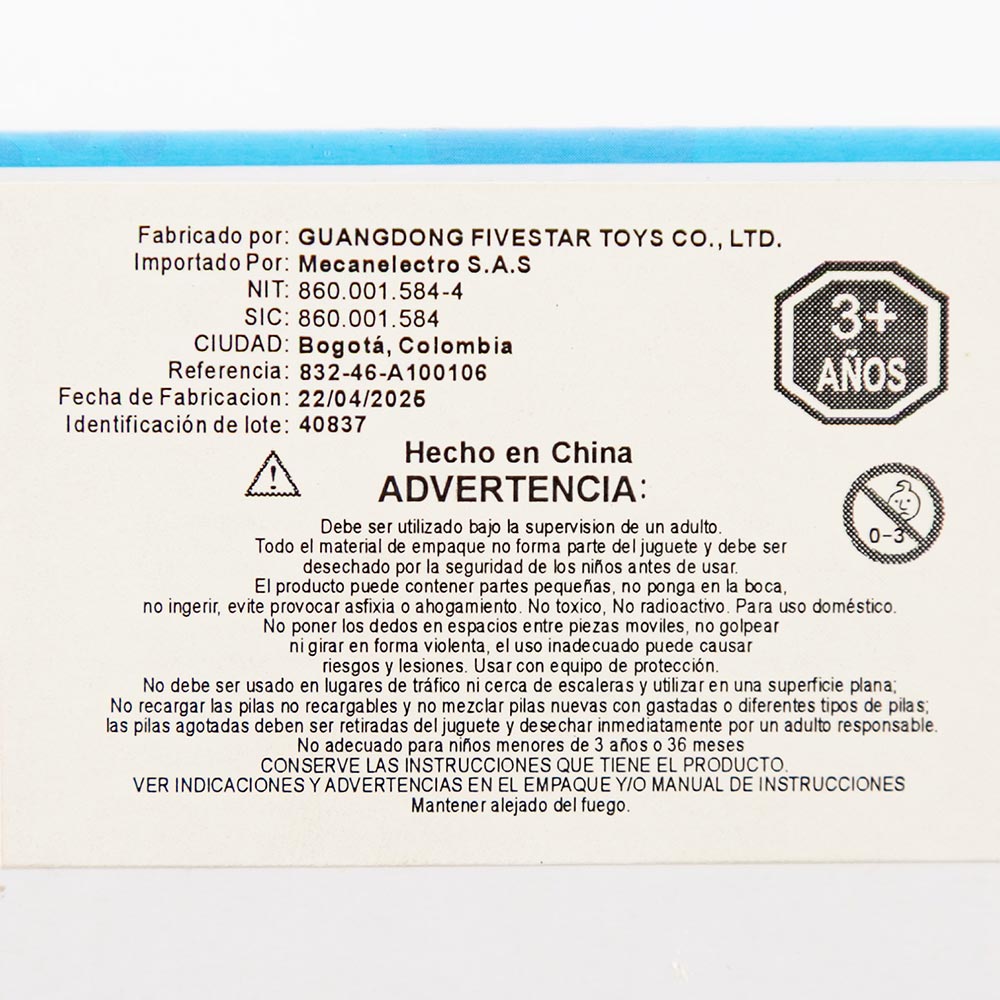 Fabricado por: GUANGDONG FIVESTAR TOYS CO., LTD.
Importado Por: Mecanelectro S.A.S
NIT: 860.001.584-4
SIC: 860.001.584
CIUDAD: Bogotá, Colombia
Referencia: 832-46-A100106
Fecha de Fabricacion: 22/04/2025
Identificación de lote: 40837
3+
AÑOS
Hecho en China
ADVERTENCIA:
0-3
Debe ser utilizado bajo la supervision de un adulto.
Todo el material de empaque no forma parte del juguete y debe ser
desechado por la seguridad de los niños antes de usar.
El producto puede contener partes pequeñas, no ponga en la boca,
no ingerir, evite provocar asfixia o ahogamiento. No toxico, No radioactivo. Para uso doméstico.
No poner los dedos en espacios entre piezas moviles, no golpear
ni girar en forma violenta, el uso inadecuado puede causar
riesgos y lesiones. Usar con equipo de protección.
No debe ser usado en lugares de tráfico ni cerca de escaleras y utilizar en una superficie plana;
No recargar las pilas no recargables y no mezclar pilas nuevas con gastadas o diferentes tipos de pilas;
las pilas agotadas deben ser retiradas del juguete y desechar inmediatamente por un adulto responsable.
No adecuado para niños menores de 3 años o 36 meses
CONSERVE LAS INSTRUCCIONES QUE TIENE EL PRODUCTO.
VER INDICACIONES Y ADVERTENCIAS EN EL EMPAQUE Y/O MANUAL DE INSTRUCCIONES
Mantener alejado del fuego.